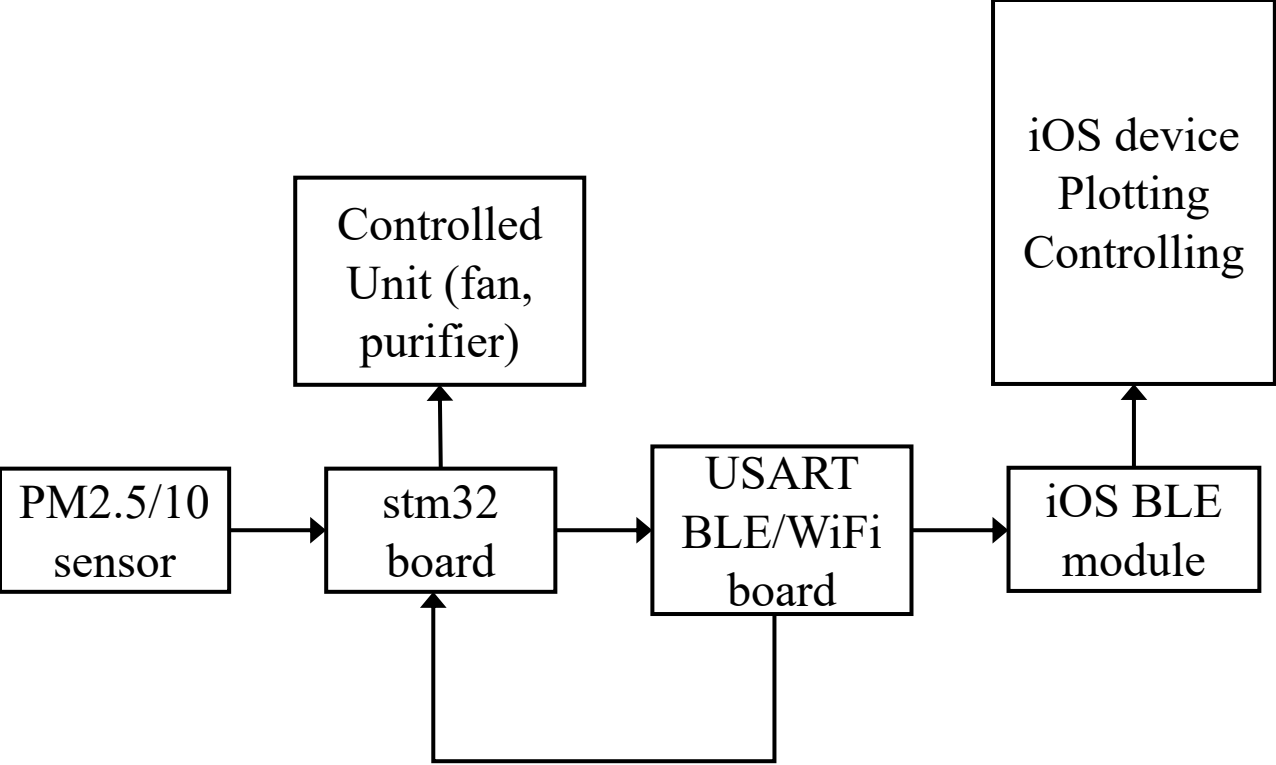 iOS device
Plotting
Controlling
Controlled
Unit (fan,
purifier)
PM2.5/10
sensor
stm32
board
USART
BLE/WiFi
board
iOS BLE
module